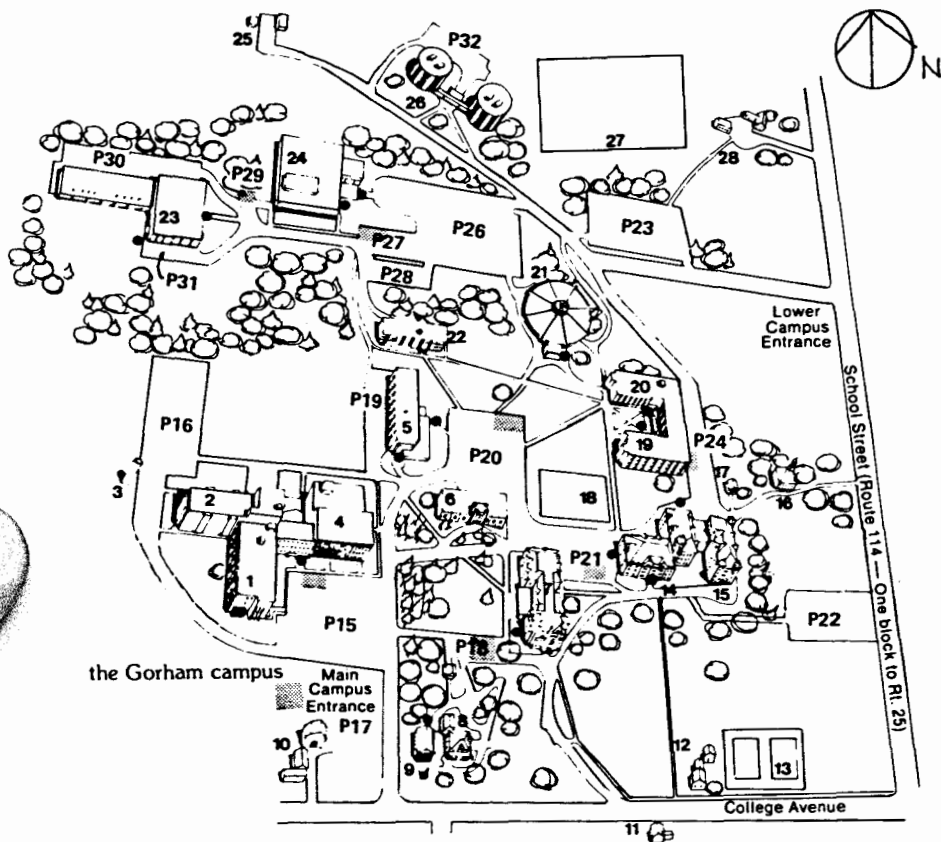 25
P32
N
26
27
28
P30
P29
24
23
P31
P27
P26
P28
P23
21
Lower
Campus
Entrance
22
20
P19
5
P16
P20
19
P24
3
2
4
6
18
17
16
1
P21
14
15
P22
P15
P18
the Gorham campus
Main
Campus
Entrance
P17
10
8
9
12
13
School Street (Route 114 — One block to Rt. 25)
College Avenue
11